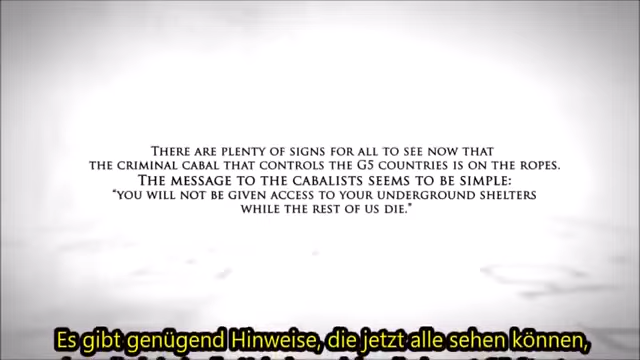 There are plenty of signs for all to see now that
the criminal cabal that controls the G5 countries is on the ropes.
The message to the cabalists seems to be simple:
"you will not be given access to your underground shelters
while the rest of us die."
Es gibt genügend Hinweise, die jetzt alle sehen können,